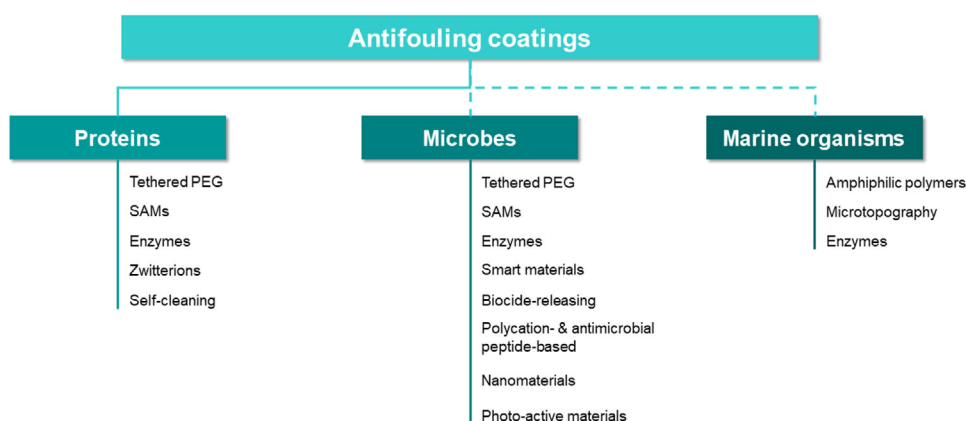 Antifouling coatings
Proteins
Tethered PEG
SAMs
Enzymes
Zwitterions
Self-cleaning
Microbes
Tethered PEG
SAMs
Enzymes
Smart materials
Biocide-releasing
Polycation- & antimicrobial
peptide-based
Nanomaterials
Photo-active materials
Marine organisms
Amphiphilic polymers
Microtopography
Enzymes